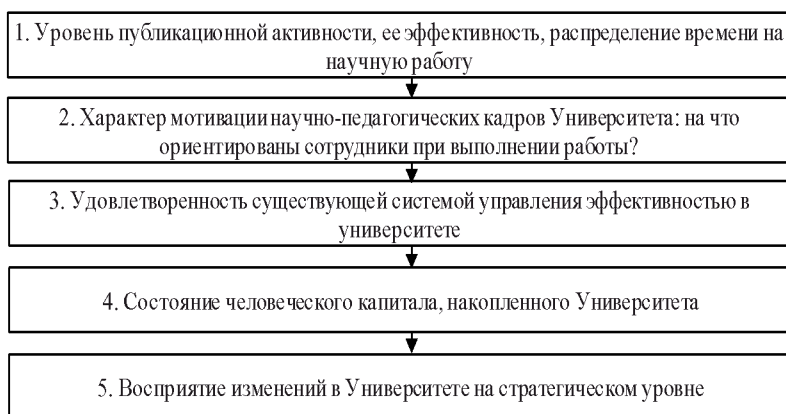 1. Уровень публикационной активности, ее эффективность, распределение времени на
научную работу
2. Характер мотивации научно-педагогических кадров Университета: на что
ориентированы сотрудники при выполнении работы?
3. Удовлетворенность существующей системой управления эффективностью в
университете
4. Состояние человеческого капитала, накопленного Университета
5. Восприятие изменений в Университете на стратегическом уровне